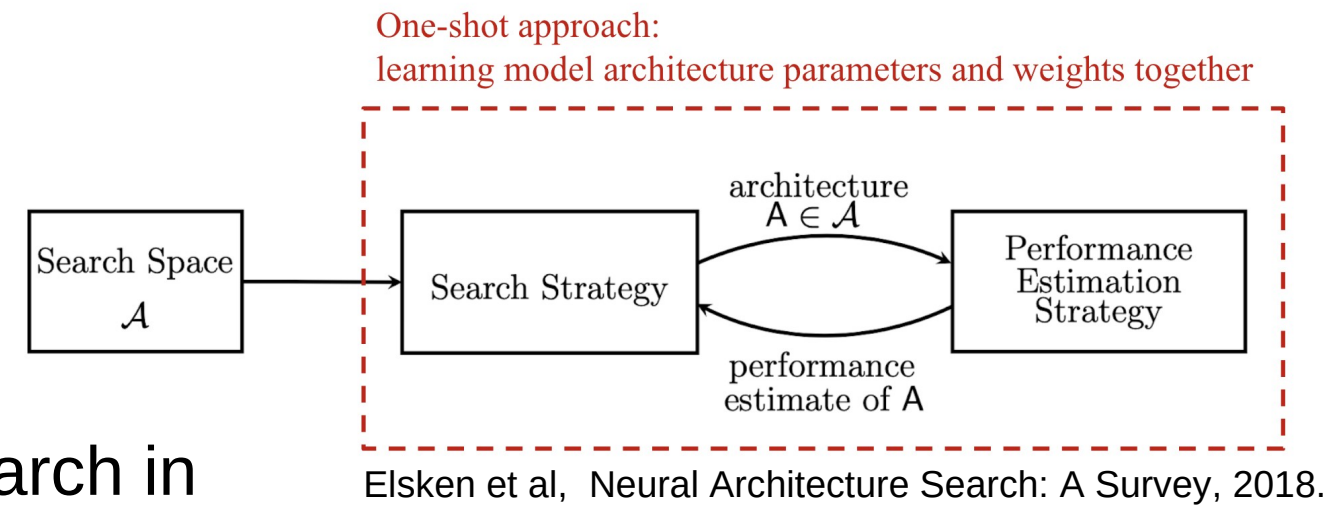 One-shot approach:
learning model architecture parameters and weights together
Search Space
𝒜
Search Strategy
architecture
A ∈ 𝒜
Performance
Estimation
Strategy
performance
estimate of A
arch in
Elsken et al, Neural Architecture Search: A Survey, 2018.